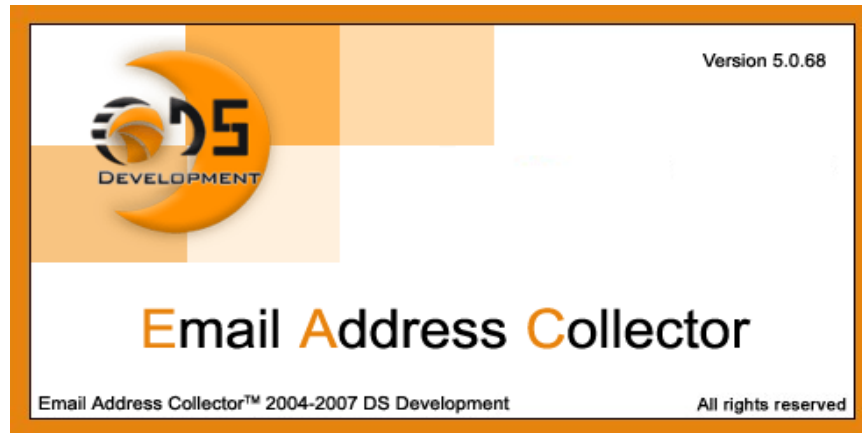 Version 5.0.68
DS
DEVELOPMENT
Email Address Collector
Email Address Collector™ 2004-2007 DS Development
All rights reserved